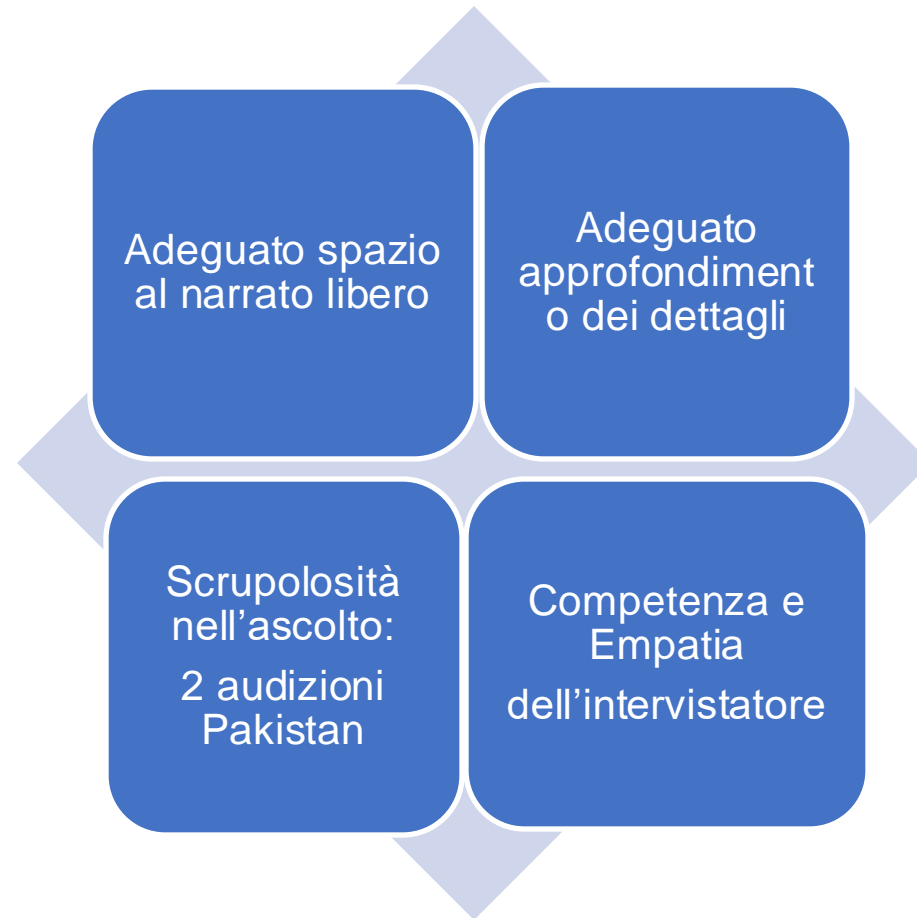 Adeguato spazio
al narrato libero
Adeguato
approfondiment
o dei dettagli
Scrupolosità
nell’ascolto:
2 audizioni
Pakistan
Competenza e
Empatia
dell’intervistatore